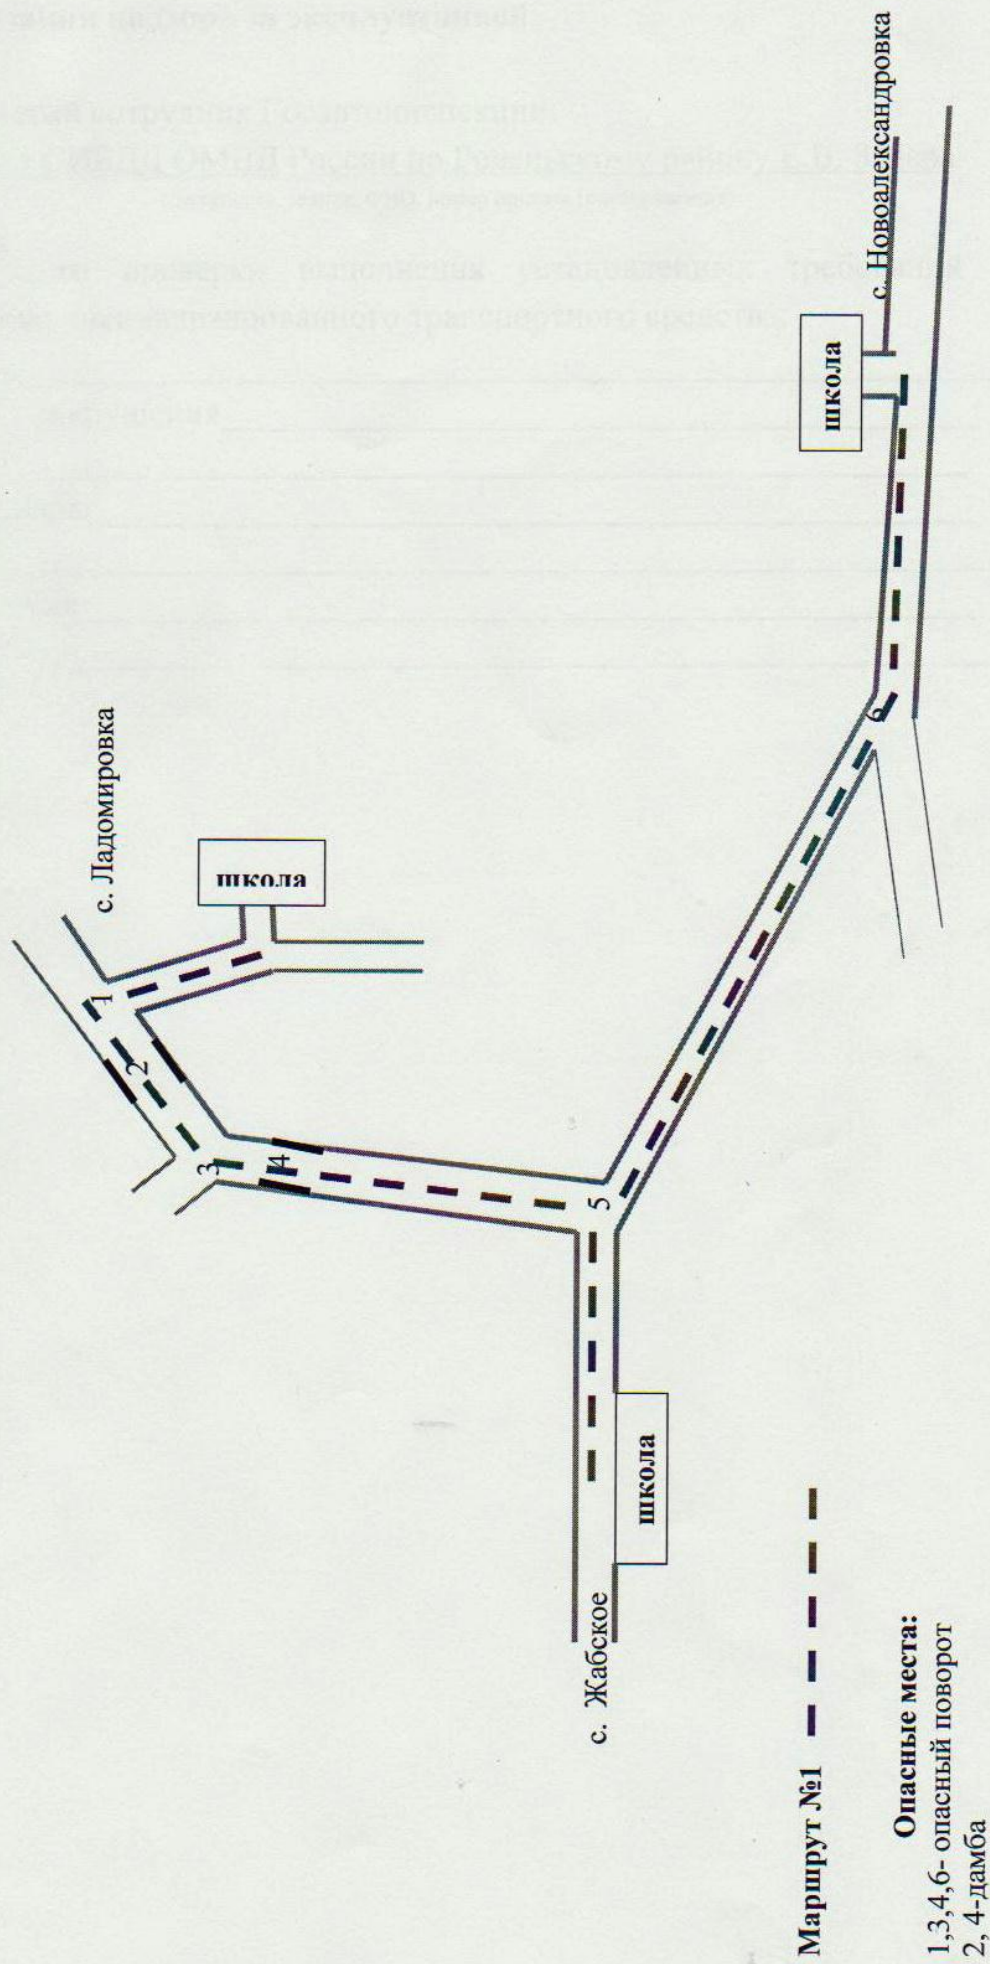 с. Ладомировка
1
2
3
школа
4
с. Жабское
5
школа
школа
6
с. Новоалександровка
Маршрут №1
Опасные места:
1,3,4,6- опасный поворот
2, 4-дамба